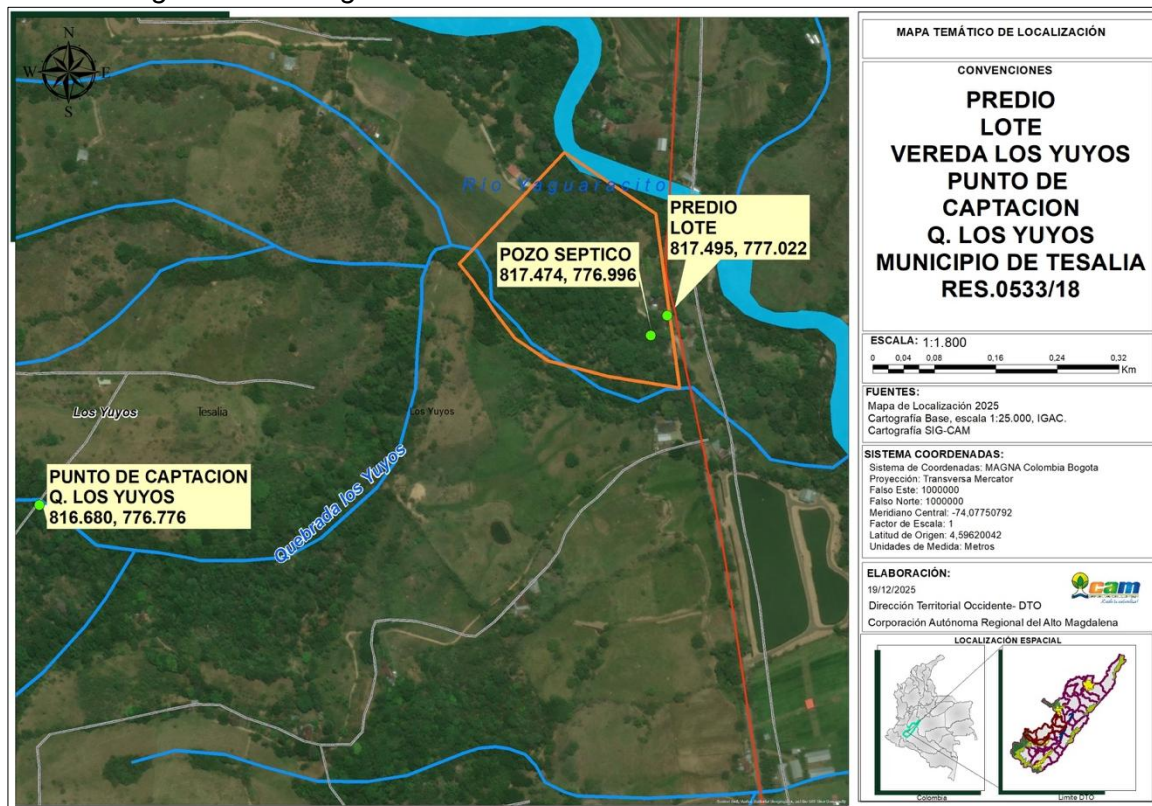 N
W
E
S
Río Yaguaracito
PREDIO
LOTE
817.495, 777.022
POZO SEPTICO
817.474, 776.996
Los Yuyos
Tesalia
Los Yuyos
PUNTO DE CAPTACION
Q. LOS YUYOS
816.680, 776.776
Quebrada los Yuyos
MAPA TEMÁTICO DE LOCALIZACIÓN
CONVENCIONES
PREDIO
LOTE
VEREDA LOS YUYOS
PUNTO DE
CAPTACION
Q. LOS YUYOS
MUNICIPIO DE TESALIA
RES.0533/18
ESCALA: 1:1.800
0 0,04 0,08 0,16 0,24 0,32
Km
FUENTES:
Mapa de Localización 2025
Cartografía Base, escala 1:25.000, IGAC.
Cartografía SIG-CAM
SISTEMA COORDENADAS:
Sistema de Coordenadas: MAGNA Colombia Bogota
Proyección: Transversa Mercator
Falso Este: 1000000
Falso Norte: 1000000
Meridiano Central: -74,07750792
Factor de Escala: 1
Latitud de Origen: 4,59620042
Unidades de Medida: Metros
ELABORACIÓN:
19/12/2025
Dirección Territorial Occidente- DTO
Corporación Autónoma Regional del Alto Magdalena
cam
LOCALIZACIÓN ESPACIAL
Colombia
Limite DTO